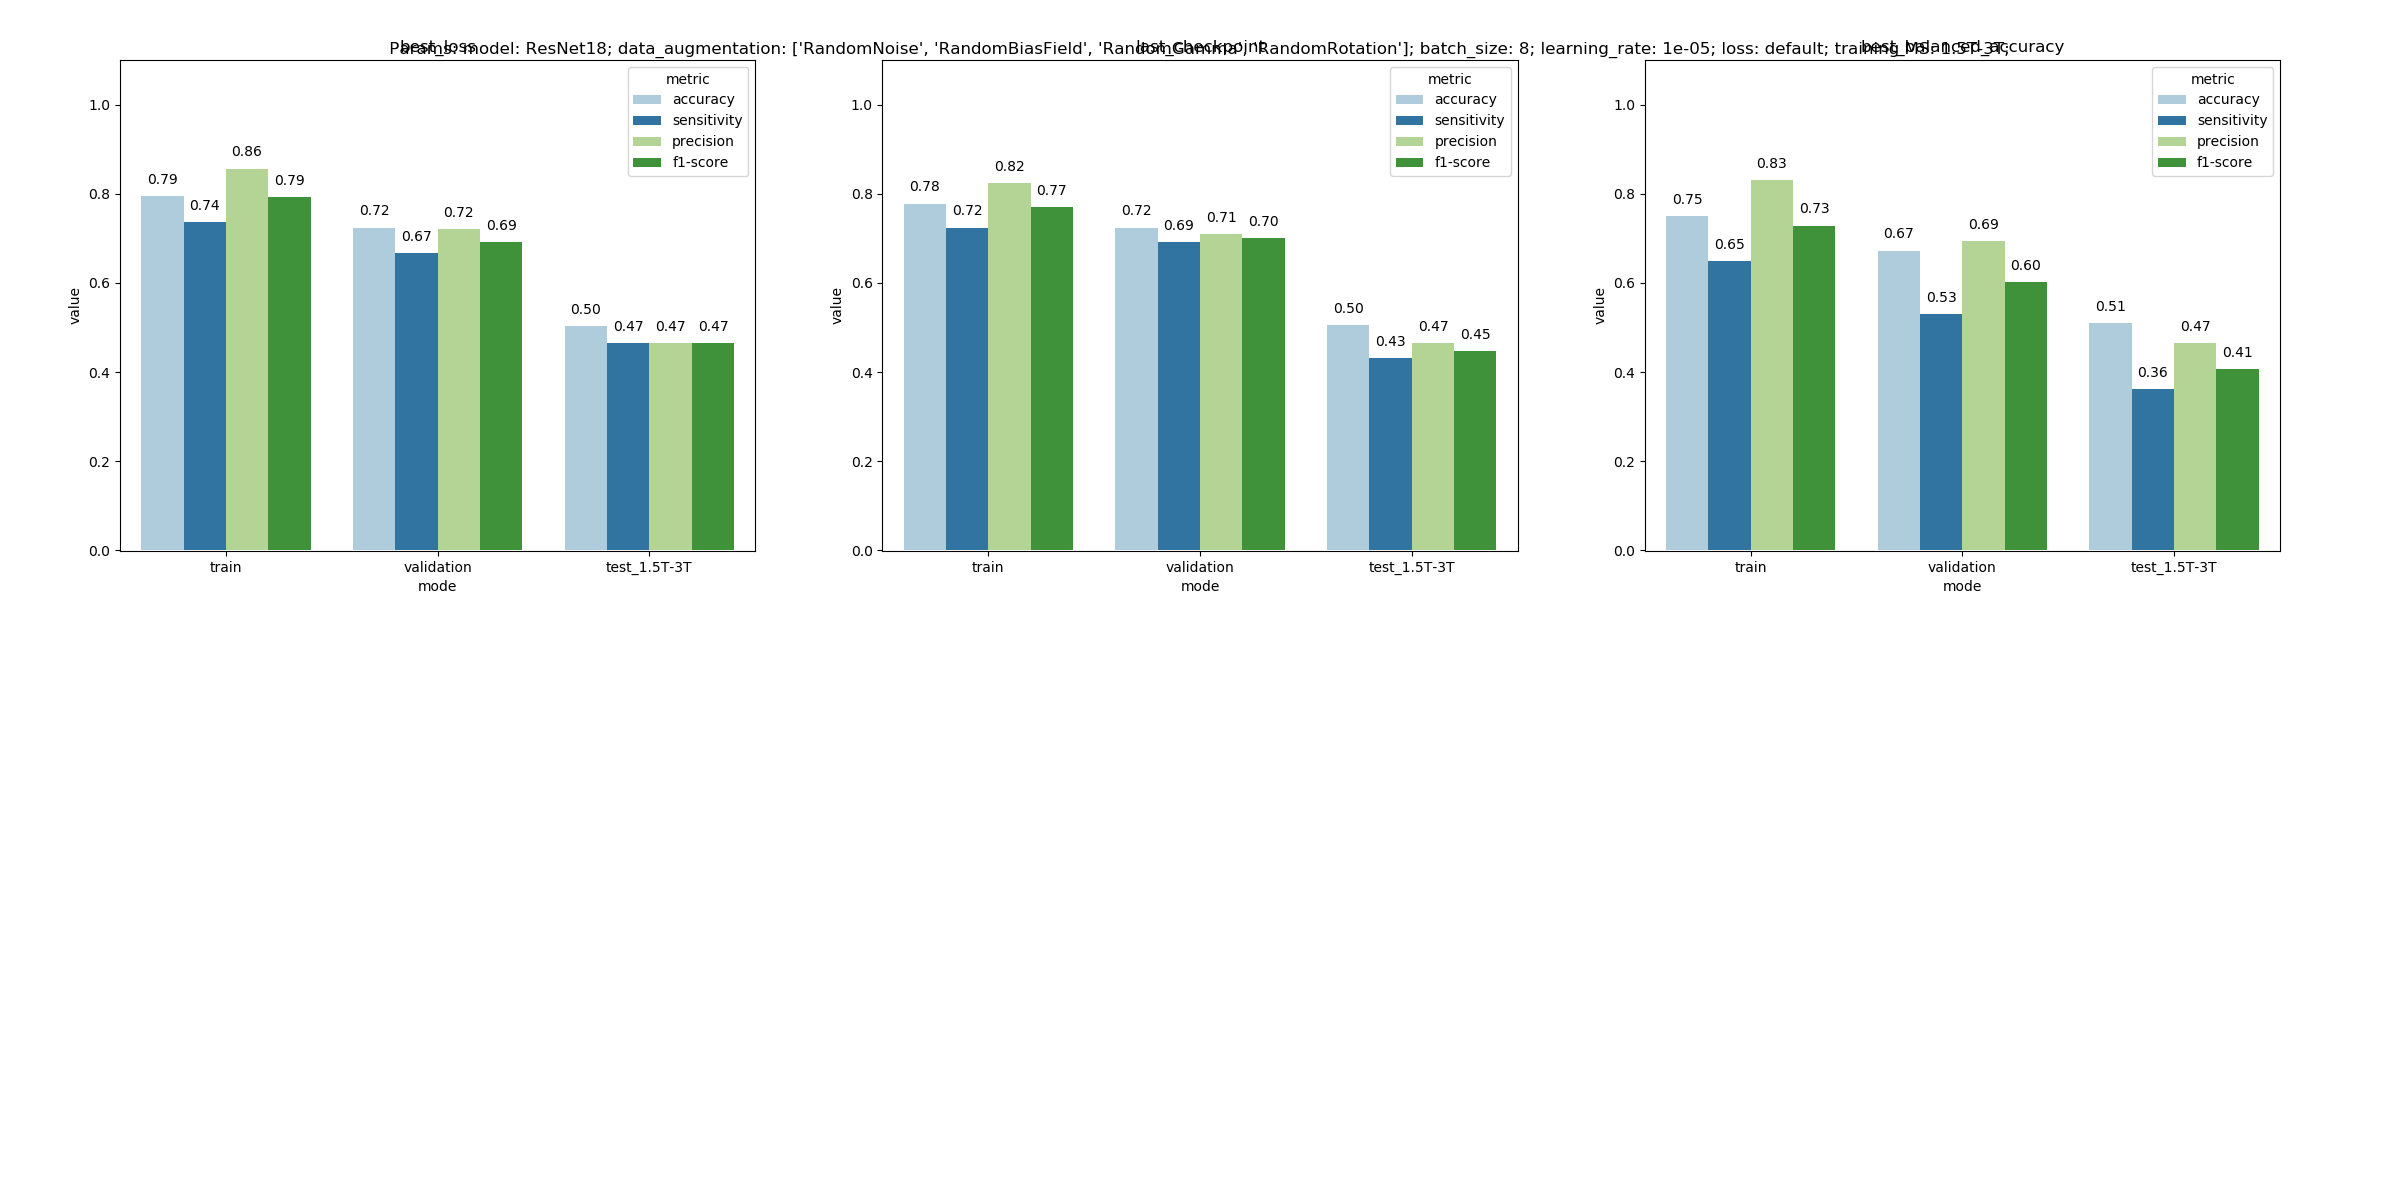 best_loss
last_checkpoint
best_balanced_accuracy
Params: model: ResNet18; data_augmentation: ['RandomNoise', 'RandomBiasField', 'RandomGamma', 'RandomRotation']; batch_size: 8; learning_rate: 1e-05; loss: default; training_MS: 1.5T-3T;
metric
accuracy
sensitivity
precision
f1-score
1.0
0.8
0.6
0.4
0.2
0.0
value
0.79
0.74
0.86
0.79
0.72
0.67
0.72
0.69
0.50
0.47
0.47
0.47
train
validation
test_1.5T-3T
mode
metric
accuracy
sensitivity
precision
f1-score
1.0
0.8
0.6
0.4
0.2
0.0
value
0.78
0.72
0.82
0.77
0.72
0.69
0.71
0.70
0.50
0.43
0.47
0.45
train
validation
test_1.5T-3T
mode
metric
accuracy
sensitivity
precision
f1-score
1.0
0.8
0.6
0.4
0.2
0.0
value
0.75
0.65
0.83
0.73
0.67
0.53
0.69
0.60
0.51
0.36
0.47
0.41
train
validation
test_1.5T-3T
mode